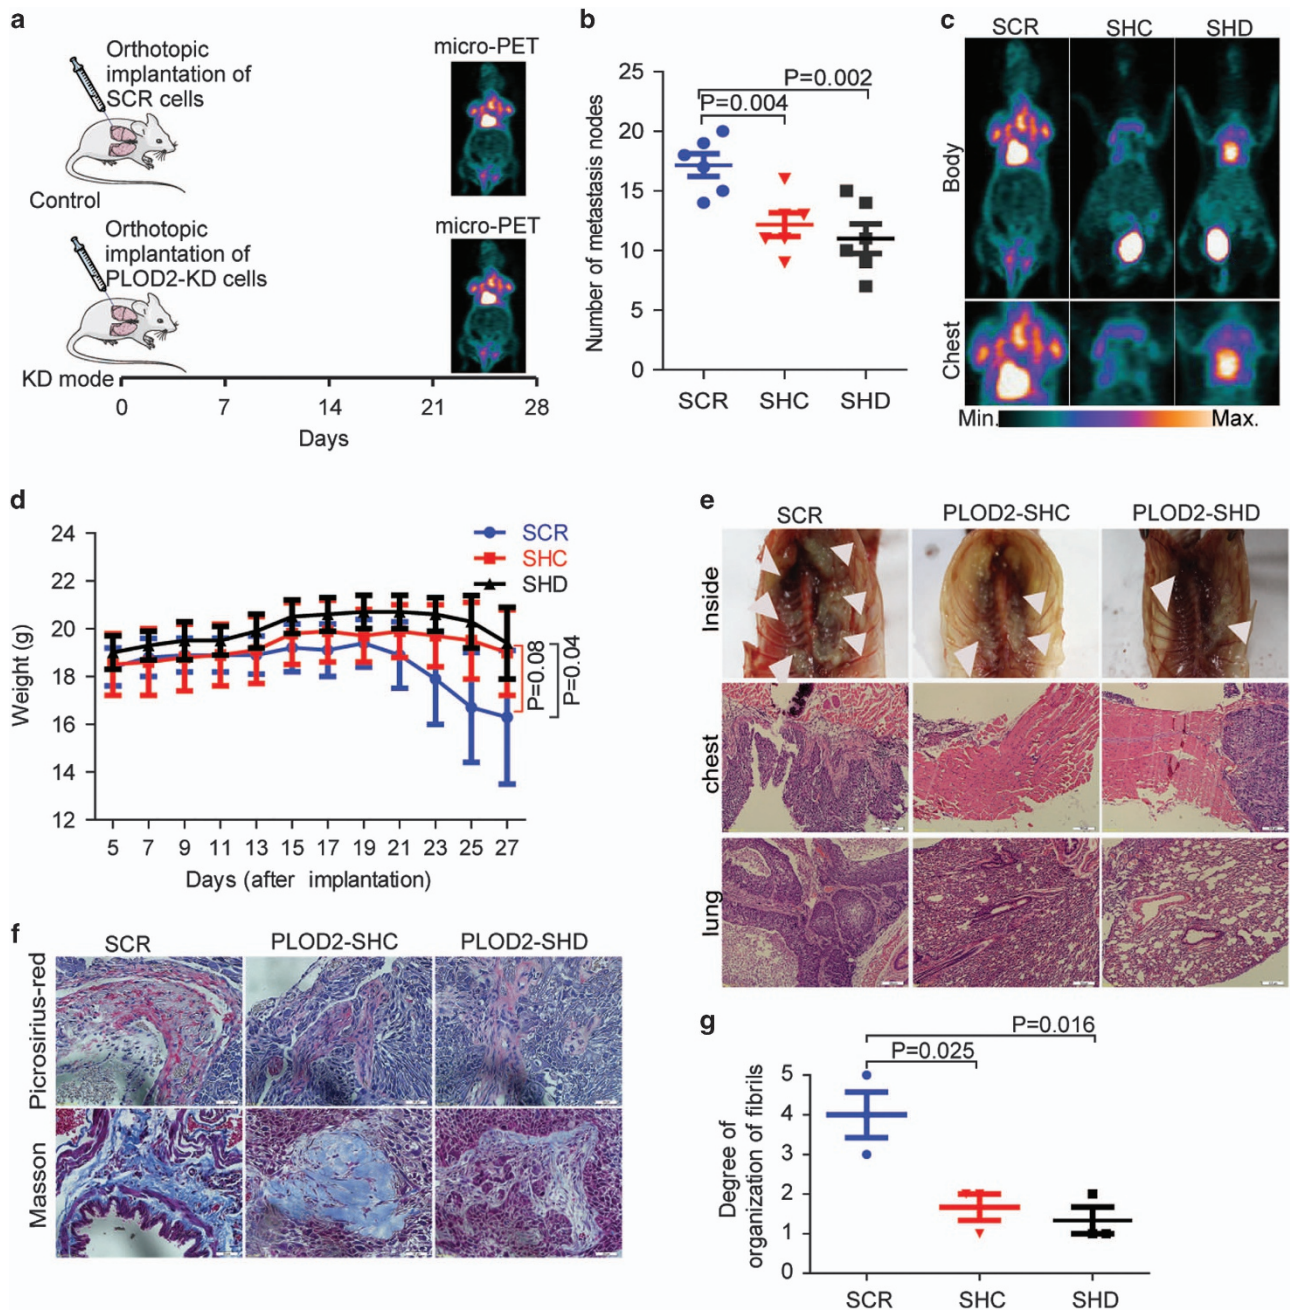 a
Orthotopic
implantation of
SCR cells
Control
micro-PET
Orthotopic
implantation of
PLOD2-KD cells
KD mode
micro-PET
0 7 14 21 28
Days
b
Number of metastasis nodes
25
20
15
10
5
0
P=0.002
P=0.004
SCR SHC SHD
c
SCR SHC SHD
Body
Chest
Min. Max.
d
Weight (g)
24
22
20
18
16
14
12
SCR
SHC
SHD
P=0.08
P=0.04
5 7 9 11 13 15 17 19 21 23 25 27
Days (after implantation)
e
SCR PLOD2-SHC PLOD2-SHD
Inside
chest
lung
f
SCR PLOD2-SHC PLOD2-SHD
Picrosirius-red
Masson
g
Degree of
organization of fibrils
5
4
3
2
1
0
P=0.016
P=0.025
SCR SHC SHD